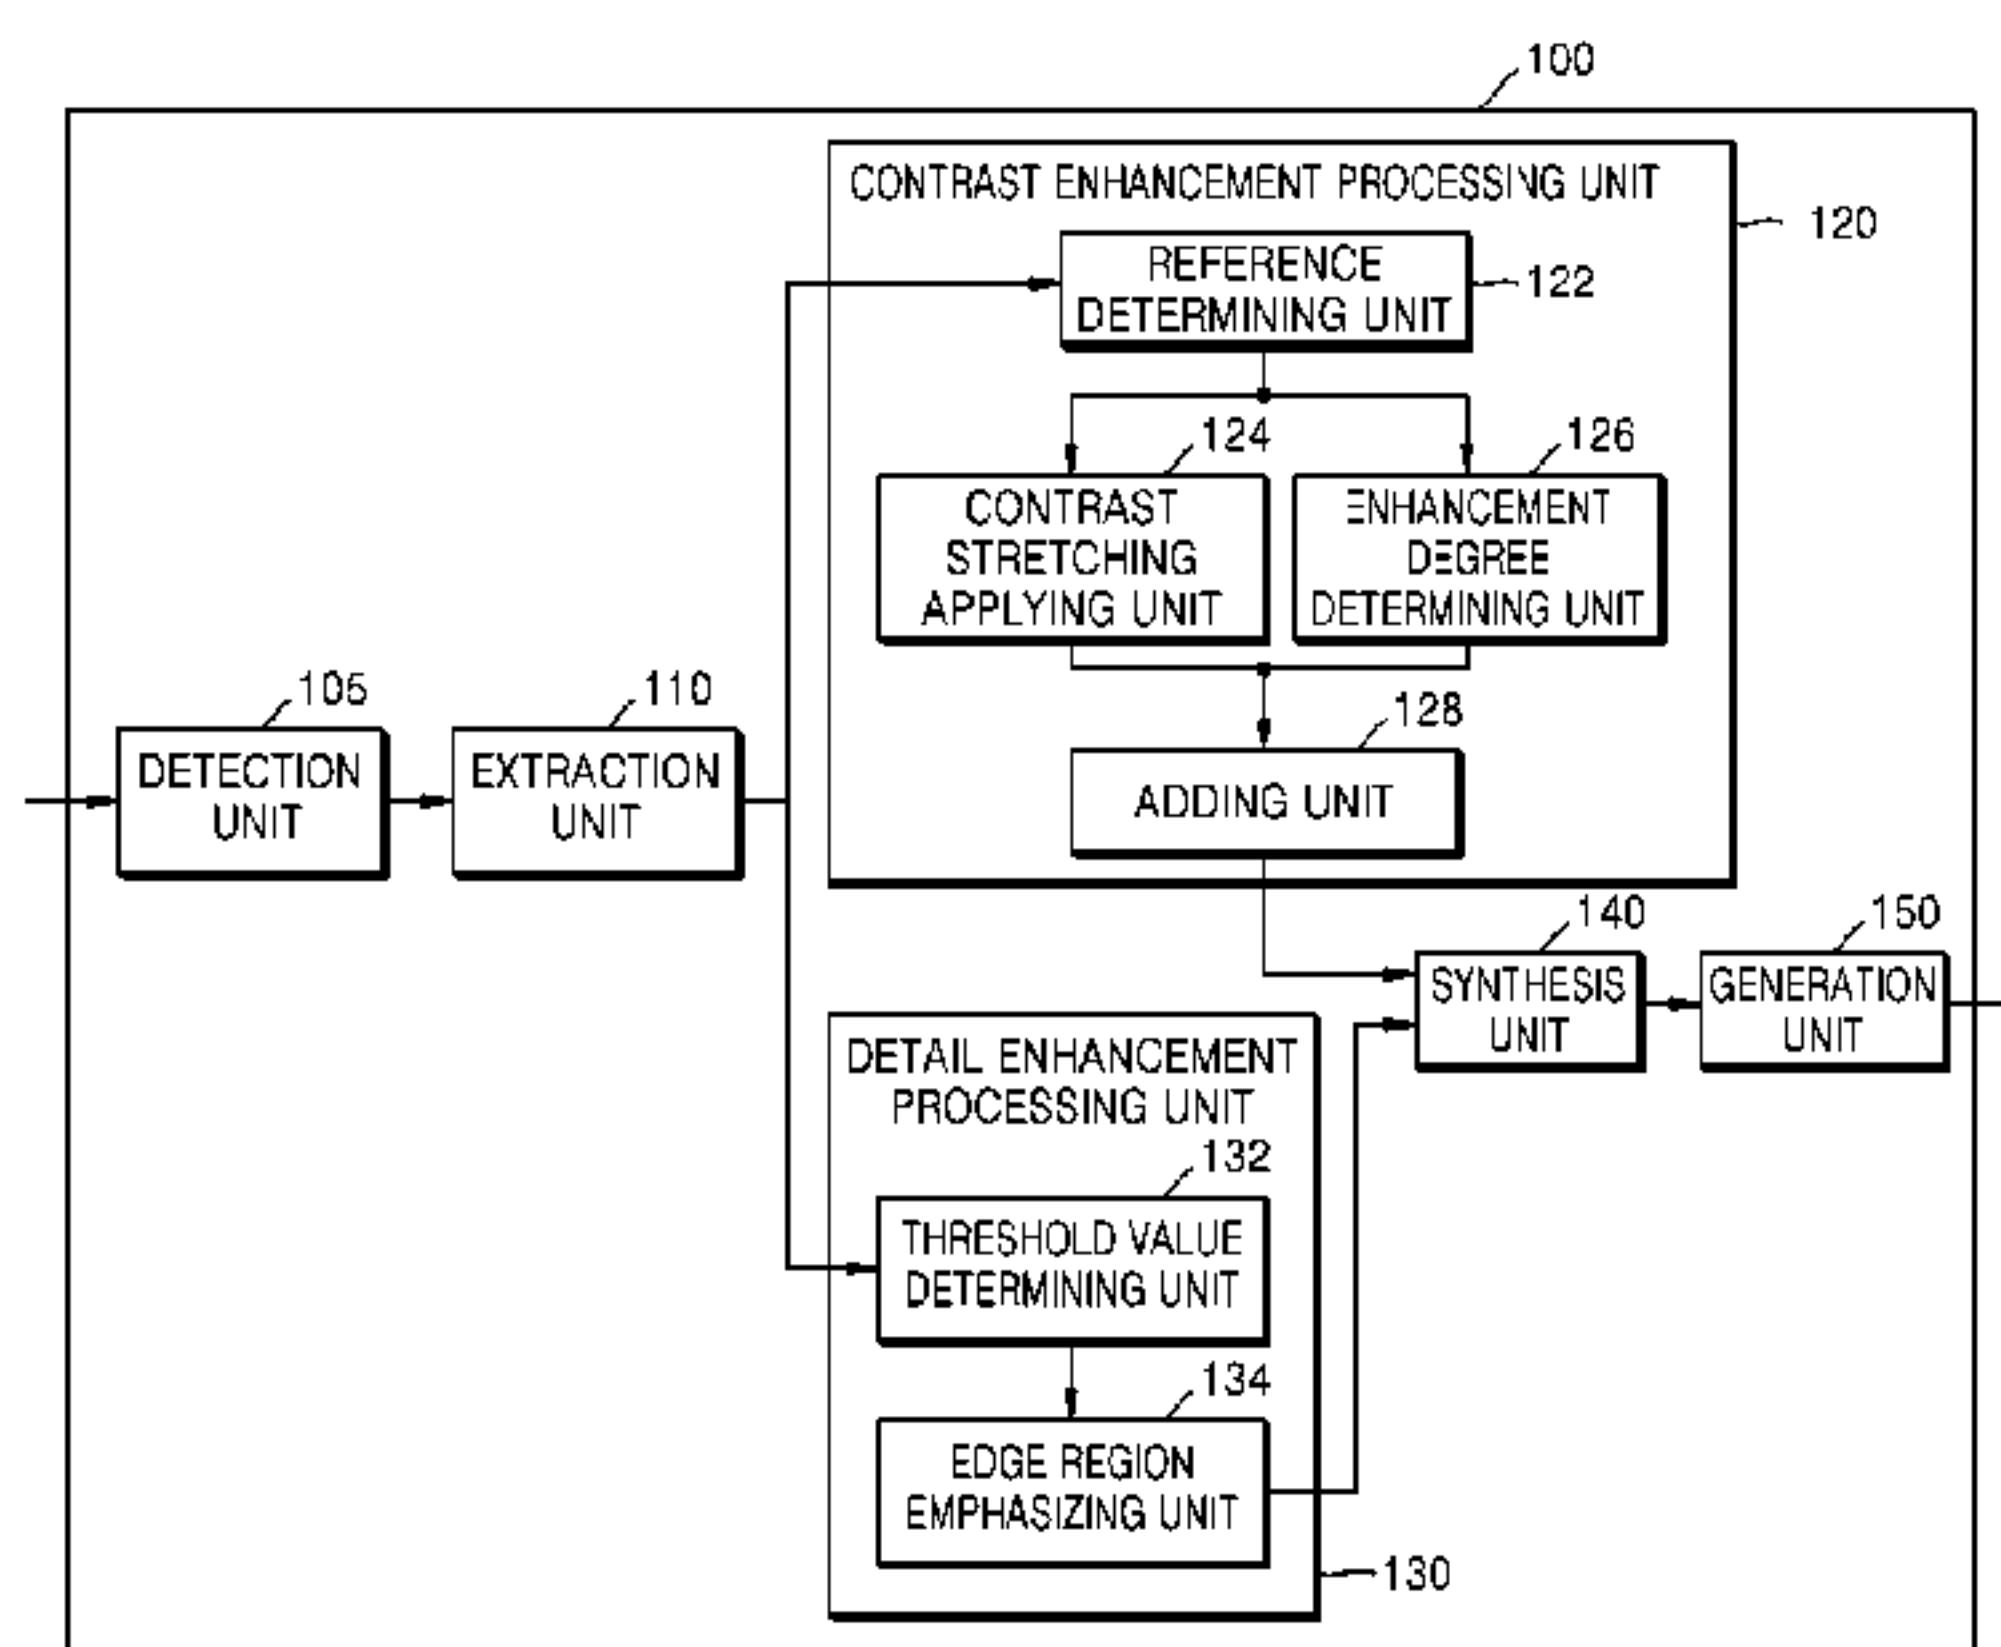 100
CONTRAST ENHANCEMENT PROCESSING UNIT
120
REFERENCE
DETERMINING UNIT
122
124
126
CONTRAST
STRETCHING
APPLYING UNIT
ENHANCEMENT
DEGREE
DETERMINING UNIT
105
110
128
DETECTION
UNIT
EXTRACTION
UNIT
ADDING UNIT
140
150
SYNTHESIS
UNIT
GENERATION
UNIT
DETAIL ENHANCEMENT
PROCESSING UNIT
132
THRESHOLD VALUE
DETERMINING UNIT
134
EDGE REGION
EMPHASIZING UNIT
130